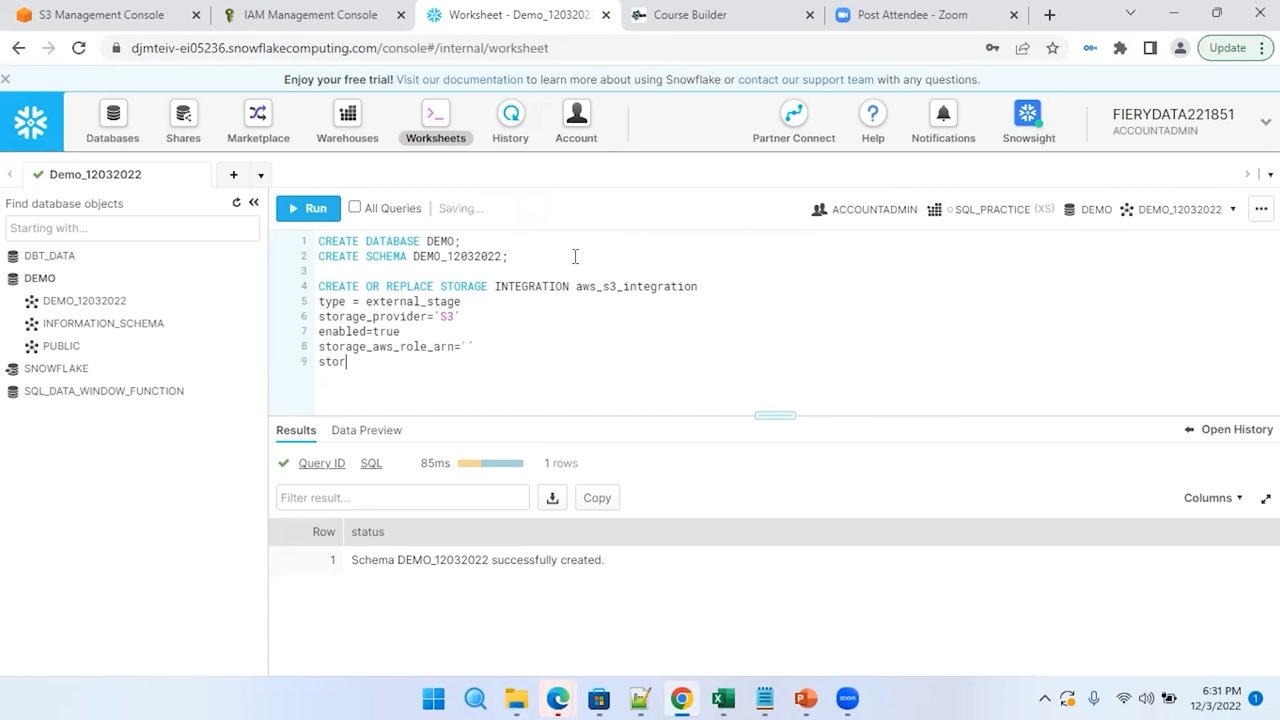 S3 Management Console
IAM Management Console
Worksheet - Demo_12032022
Course Builder
Post Attendee - Zoom
djmteiv-ei05236.snowflakecomputing.com/console#/internal/worksheet
Update
Enjoy your free trial! Visit our documentation to learn more about using Snowflake or contact our support team with any questions.
Databases
Shares
Marketplace
Warehouses
Worksheets
History
Account
Partner Connect
Help
Notifications
Snowsight
FIERYDATA221851
ACCOUNTADMIN
Demo_12032022
Find database objects
Starting with...
DBT_DATA
DEMO
DEMO_12032022
INFORMATION_SCHEMA
PUBLIC
SNOWFLAKE
SQL_DATA_WINDOW_FUNCTION
Run
All Queries
Saving...
ACCOUNTADMIN
SQL_PRACTICE (XS)
DEMO
DEMO_12032022
1 CREATE DATABASE DEMO;
2 CREATE SCHEMA DEMO_12032022;
3
4 CREATE OR REPLACE STORAGE INTEGRATION aws_s3_integration
5 type = external_stage
6 storage_provider='S3'
7 enabled=true
8 storage_aws_role_arn=''
9 stor
Results
Data Preview
Open History
Query ID
SQL
85ms
1 rows
Filter result...
Copy
Columns
Row status
1 Schema DEMO_12032022 successfully created.
zoom
6:31 PM
12/3/2022
1